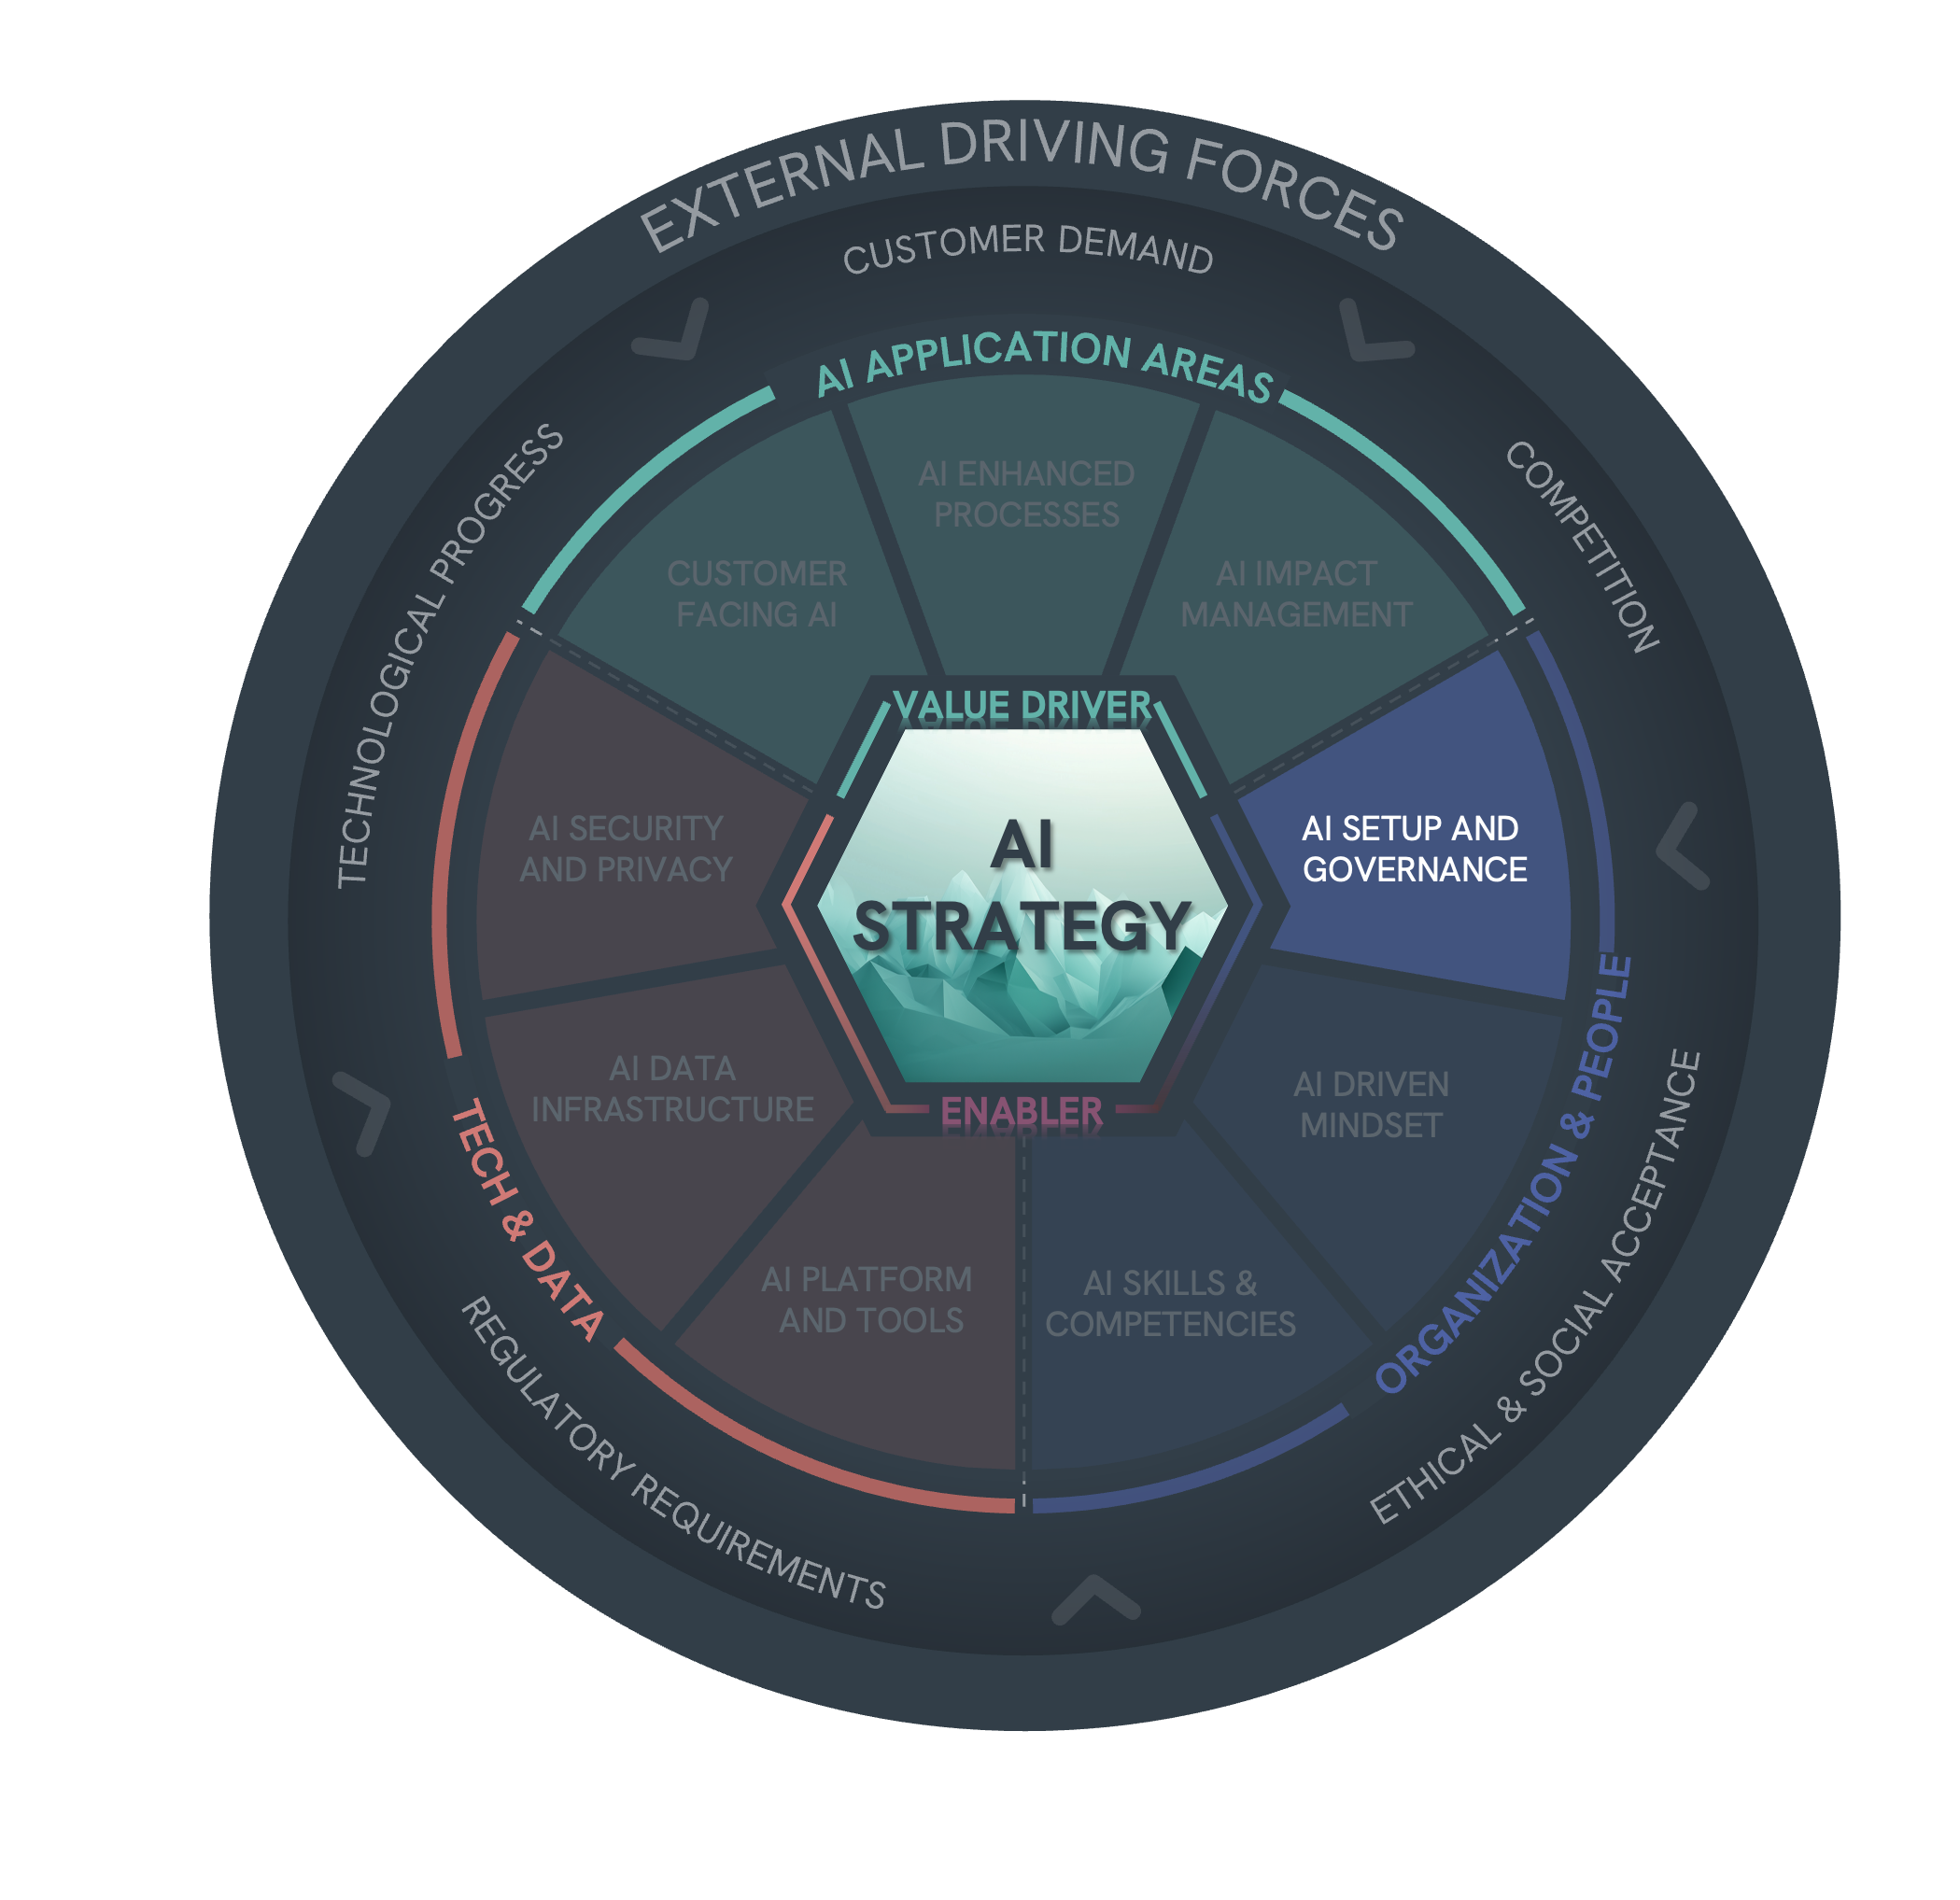 EXTERNAL DRIVING FORCES
CUSTOMER DEMAND
COMPETITION
ETHICAL & SOCIAL ACCEPTANCE
REGULATORY REQUIREMENTS
TECHNOLOGICAL PROGRESS
AI APPLICATION AREAS
CUSTOMER
FACING AI
AI ENHANCED
PROCESSES
AI IMPACT
MANAGEMENT
ORGANIZATION & PEOPLE
AI SETUP AND
GOVERNANCE
AI DRIVEN
MINDSET
AI SKILLS &
COMPETENCIES
TECH & DATA
AI PLATFORM
AND TOOLS
AI DATA
INFRASTRUCTURE
AI SECURITY
AND PRIVACY
VALUE DRIVER
AI
STRATEGY
ENABLER